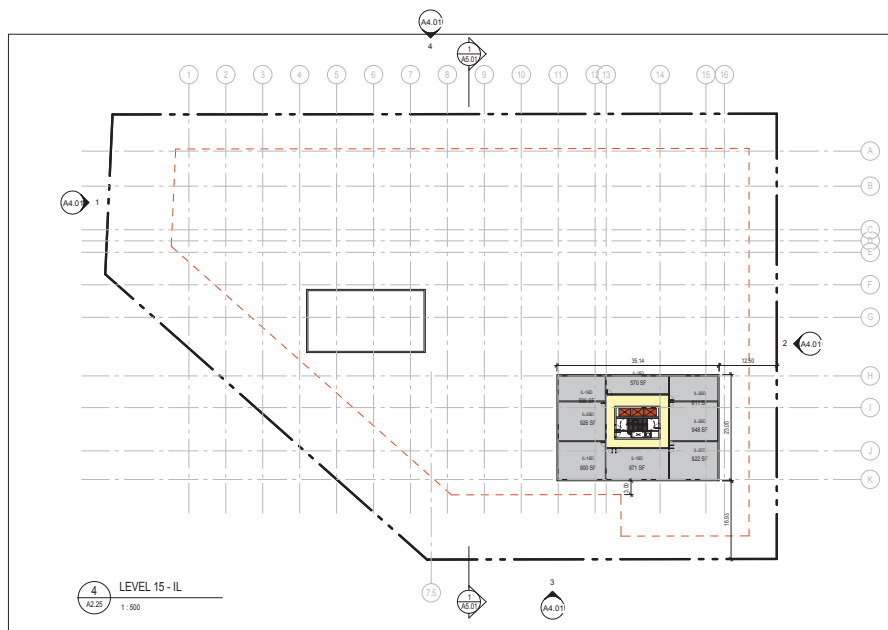 A4.01
4
1
A5.01
1
2
3
4
5
6
7
8
9
10
11
12
13
14
15
16
A
B
A4.01
1
C
D
E
F
G
2
A4.01
35.14
12.50
H
570 SF
I
926 SF
948 SF
23.00
J
900 SF
971 SF
922 SF
K
16.93
7.5
1
A5.01
3
A4.01
4
A2.25
LEVEL 15 - IL
1 : 500